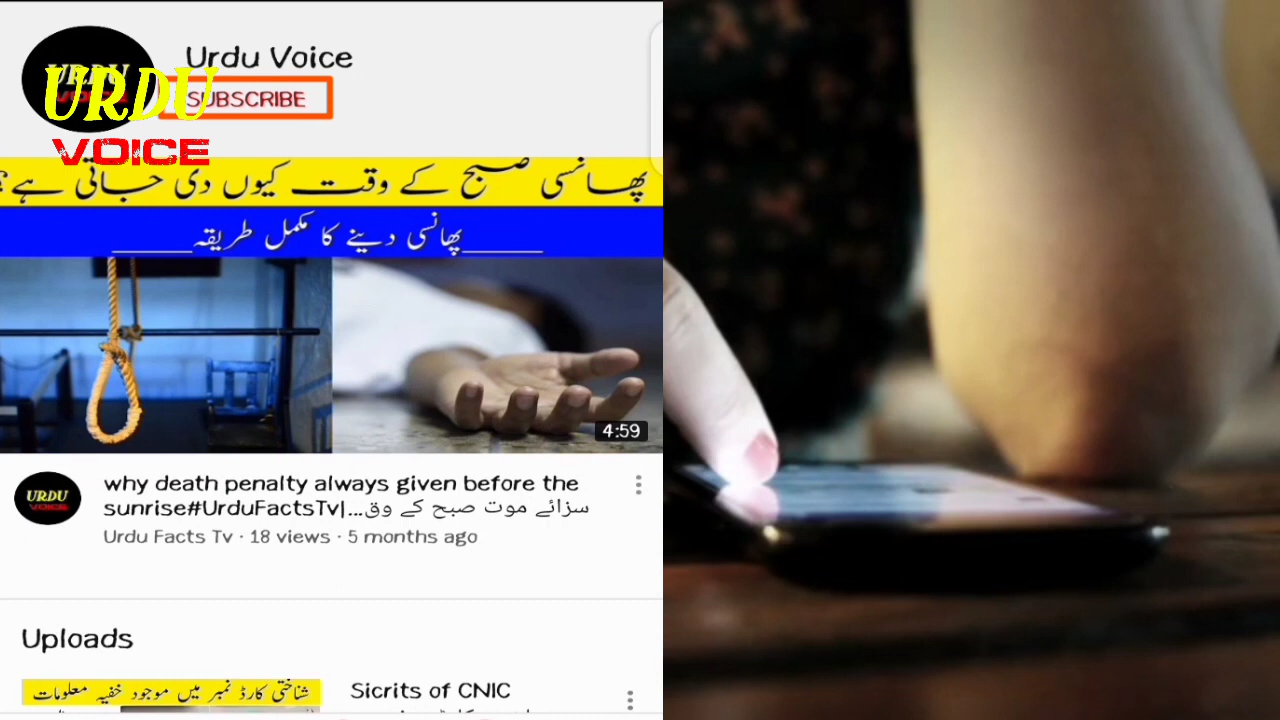 Urdu Voice
URDU
VOICE
SUBSCRIBE
پھانسی صبح کے وقت کیوں دی جاتی ہے؟
پھانسی دینے کا مکمل طریقہ
4:59
URDU
VOICE
why death penalty always given before the
sunrise#UrduFactsTv|...سزائے موت صبح کے وق
Urdu Facts Tv · 18 views · 5 months ago
Uploads
شناختی کارڈ نمبر میں موجود خفیہ معلومات
Sicrits of CNIC